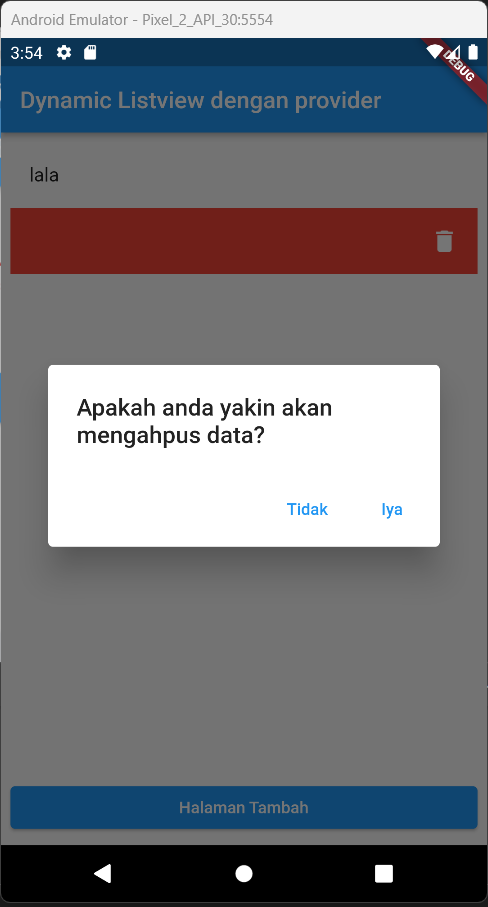 Android Emulator - Pixel_2_API_30:5554
3:54
DEBUG
Dynamic Listview dengan provider
lala
Apakah anda yakin akan
mengahpus data?
Tidak Iya
Halaman Tambah